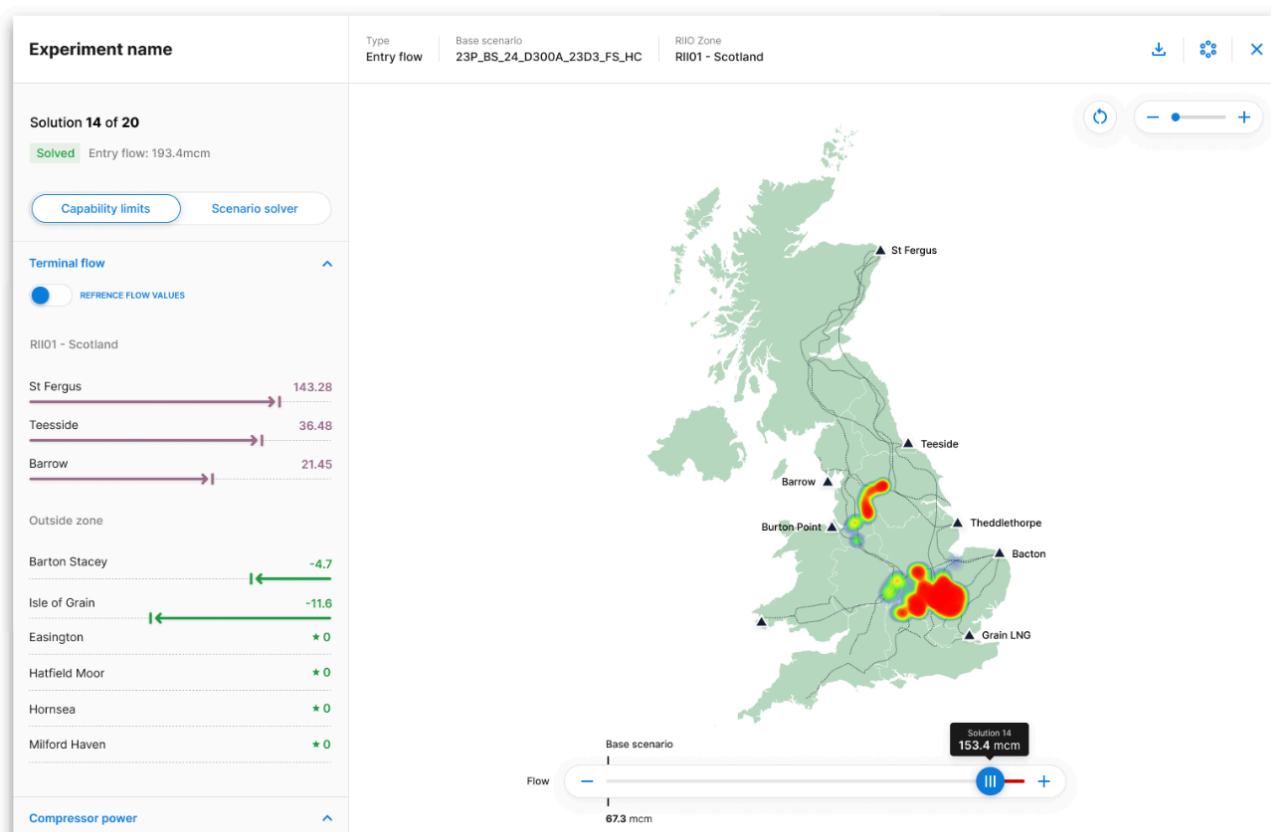 Experiment name
Type
Entry flow
Base scenario
23P_BS_24_D300A_23D3_FS_HC
RIIO Zone
RII01 - Scotland
Solution 14 of 20
Solved Entry flow: 193.4mcm
Capability limits
Scenario solver
Terminal flow
REFRENCE FLOW VALUES
RII01 - Scotland
St Fergus 143.28
Teesside 36.48
Barrow 21.45
Outside zone
Barton Stacey -4.7
Isle of Grain -11.6
Easington ★ 0
Hatfield Moor ★ 0
Hornsea ★ 0
Milford Haven ★ 0
Compressor power
St Fergus
Teeside
Barrow
Burton Point
Theddlethorpe
Bacton
Grain LNG
Base scenario
Solution 14
153.4 mcm
Flow
67.3 mcm